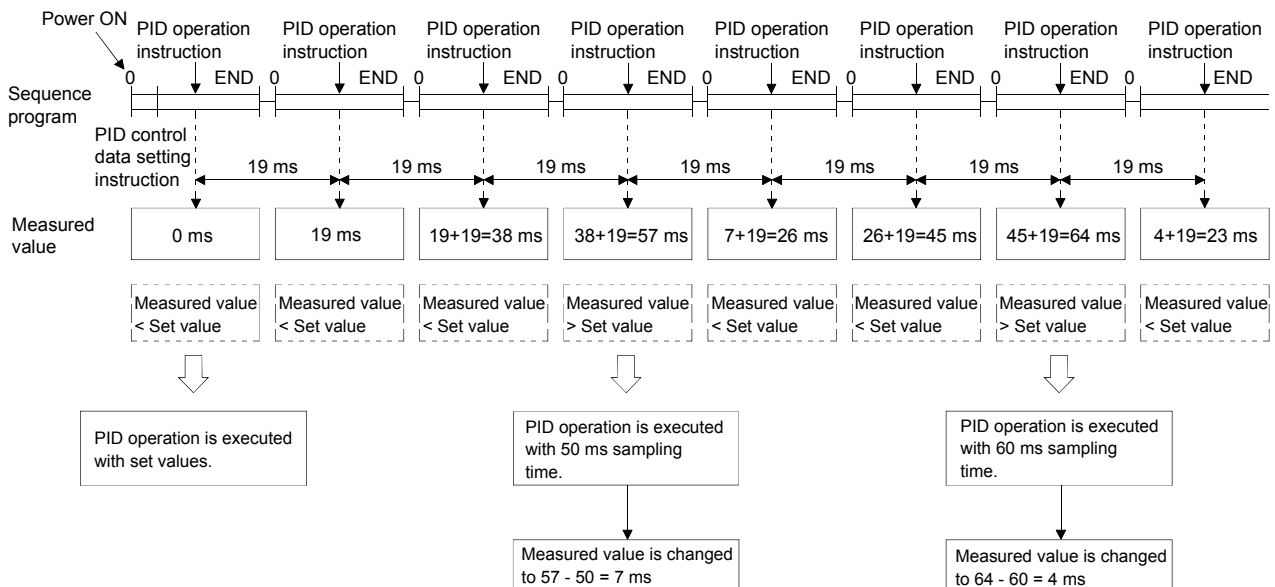 Power ON
PID operation instruction
PID operation instruction
PID operation instruction
PID operation instruction
PID operation instruction
PID operation instruction
PID operation instruction
PID operation instruction
0 END 0 END 0 END 0 END 0 END 0 END 0 END 0 END
Sequence program
PID control data setting instruction
19 ms 19 ms 19 ms 19 ms 19 ms 19 ms 19 ms
Measured value
0 ms
19 ms
19+19=38 ms
38+19=57 ms
7+19=26 ms
26+19=45 ms
45+19=64 ms
4+19=23 ms
Measured value
< Set value
Measured value
< Set value
Measured value
< Set value
Measured value
> Set value
Measured value
< Set value
Measured value
< Set value
Measured value
> Set value
Measured value
< Set value
PID operation is executed
with set values.
PID operation is executed
with 50 ms sampling
time.
PID operation is executed
with 60 ms sampling
time.
Measured value is changed
to 57 - 50 = 7 ms
Measured value is changed
to 64 - 60 = 4 ms